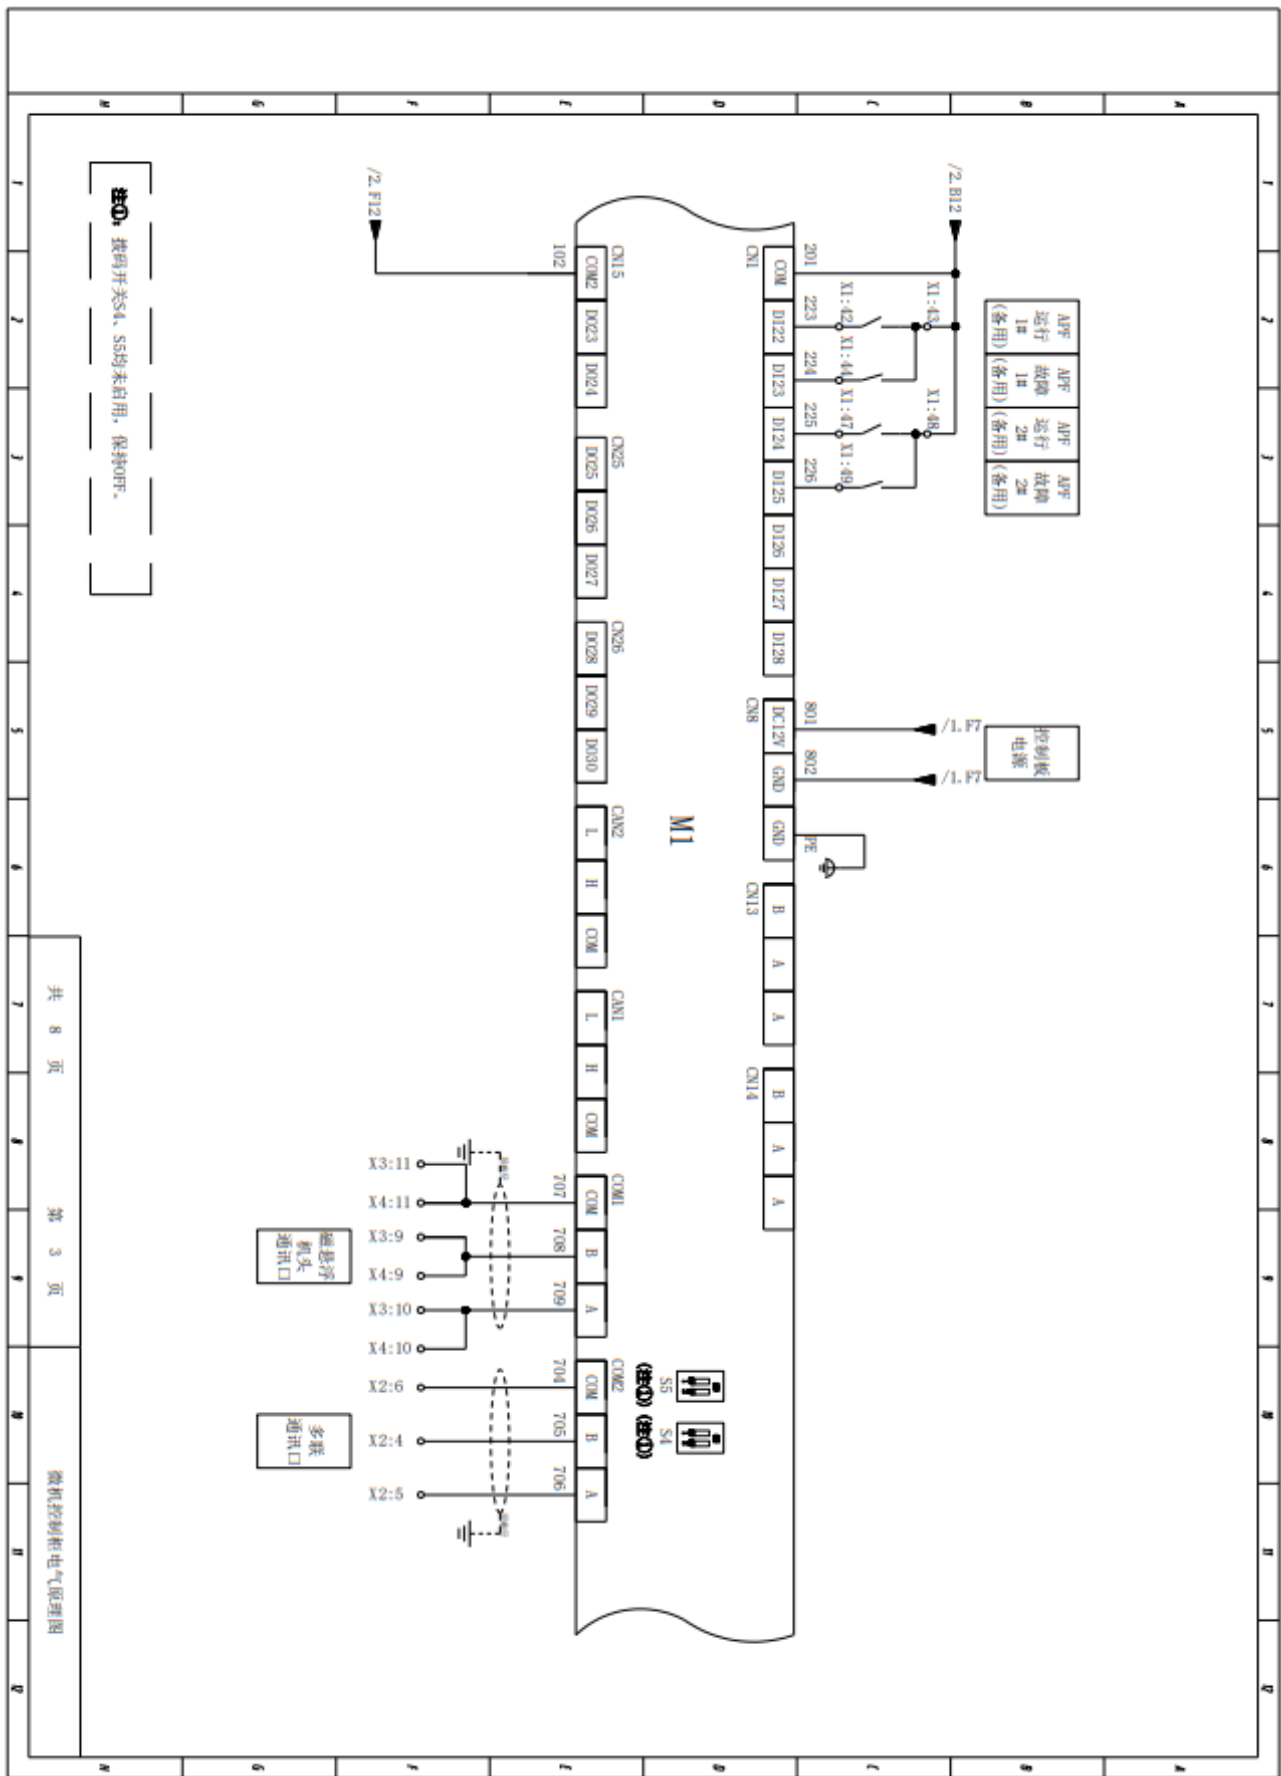 /2.B12
APF
运行
1#
(备用)
APF
故障
1#
(备用)
APF
运行
2#
(备用)
APF
故障
2#
(备用)
控制板
电源
/1.F7
/1.F7
X1:43
X1:48
X1:42
X1:44
X1:47
X1:49
201
223
224
225
226
801
802
PE
COM
DI22
DI23
DI24
DI25
DI26
DI27
DI28
DC12V
GND
GND
B
A
A
B
A
A
CN1
CN8
CN13
CN14
M1
S5
S4
(注①)
(注①)
CN15
CN25
CN26
CAN2
CAN1
COM1
COM2
COM2
DO23
DO24
DO25
DO26
DO27
DO28
DO29
DO30
L
H
COM
L
H
COM
COM
B
A
COM
B
A
102
707
708
709
704
705
706
/2.F12
X3:11
X4:11
X3:9
X4:9
X3:10
X4:10
X2:6
X2:4
X2:5
磁悬浮
机头
通讯口
多联
通讯口
注①: 拨码开关S4、S5均未启用，保持OFF。
共 8 页
第 3 页
微机控制柜电气原理图